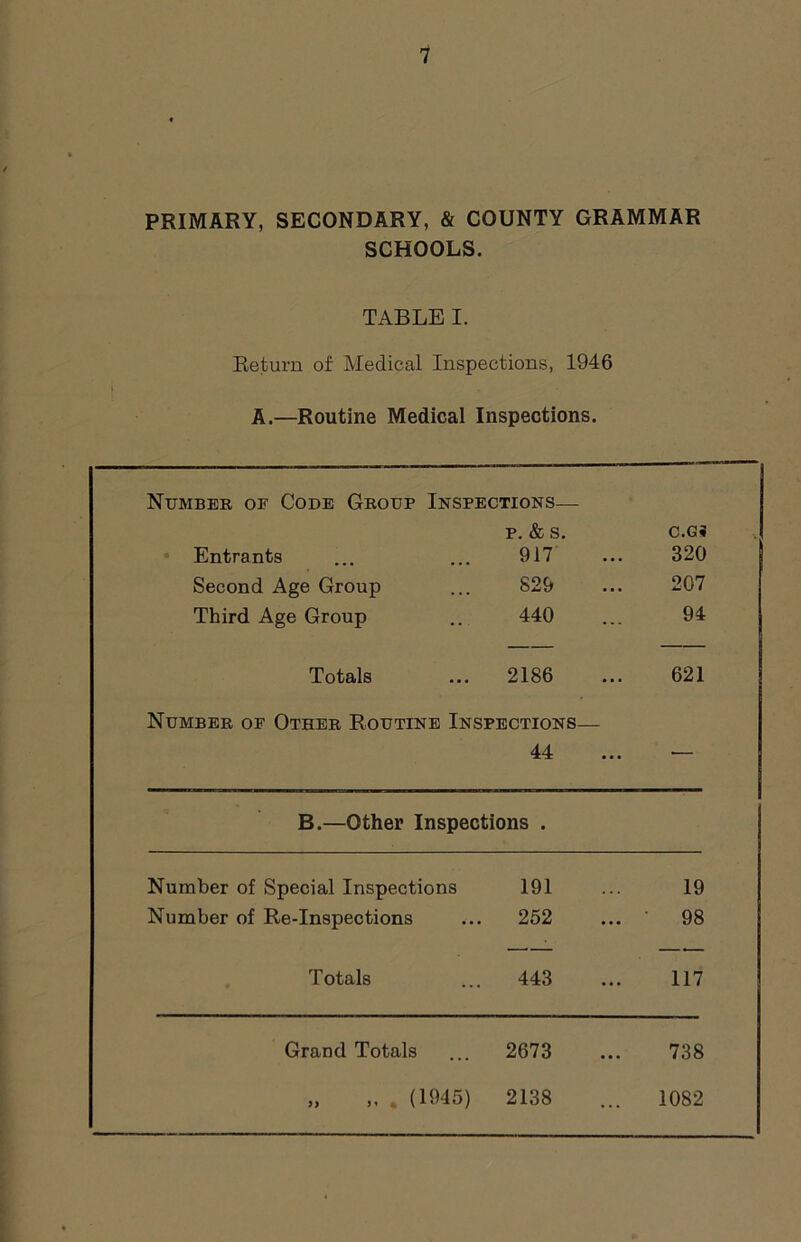 7
PRIMARY, SECONDARY, & COUNTY GRAMMAR
SCHOOLS.
TABLE I.
Return of Medical Inspections, 1946
A.—Routine Medical Inspections.
NUMBER OF CODE GROUP INSPECTIONS—
P. & S. C.G
Entrants ... ... 917 ... 320
Second Age Group ... 829 ... 207
Third Age Group .. 440 ... 94
Totals ... 2186 ... 621
NUMBER OF OTHER ROUTINE INSPECTIONS—
44 ... —
B.—Other Inspections .
Number of Special Inspections 191 ... 19
Number of Re-Inspections ... 252 ... 98
Totals ... 443 ... 117
Grand Totals ... 2673 ... 738
„ „ . (1945) 2138 ... 1082